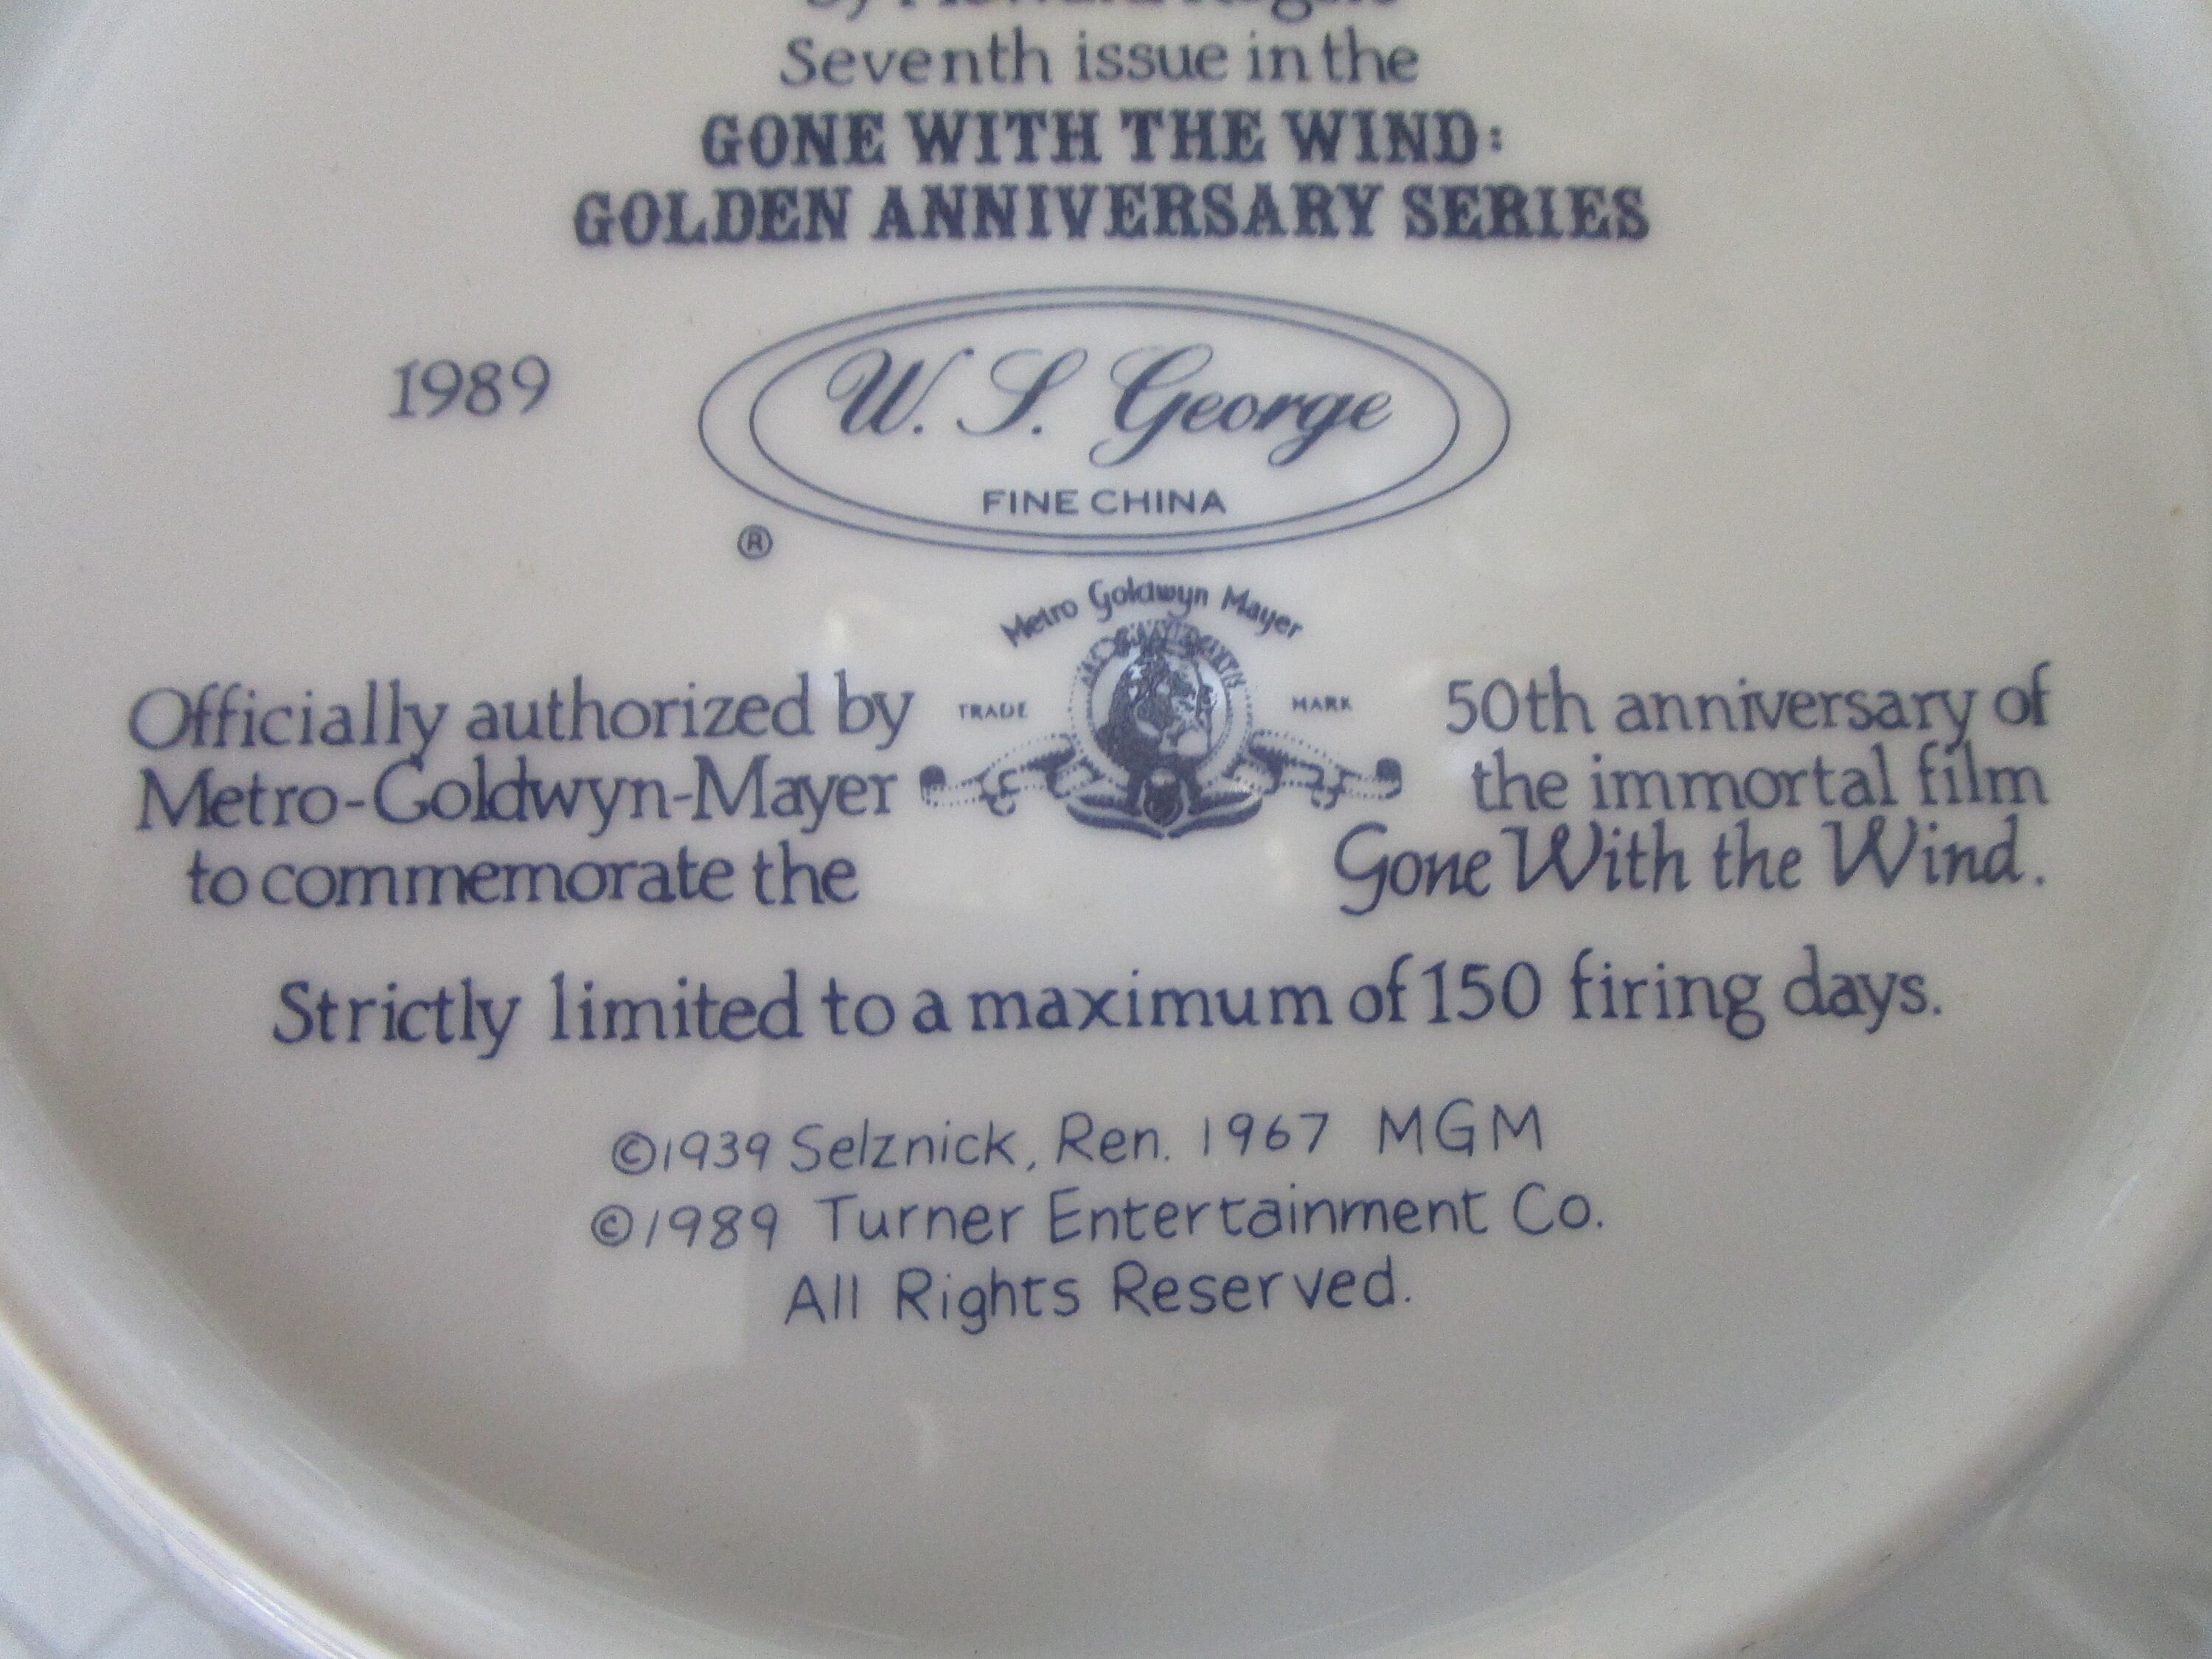 by Howard Rogers
Seventh issue in the
GONE WITH THE WIND:
GOLDEN ANNIVERSARY SERIES
1989
W. S. George
FINE CHINA
®
Metro Goldwyn Mayer
TRADE MARK
Officially authorized by
Metro-Goldwyn-Mayer
to commemorate the
50th anniversary of
the immortal film
Gone With the Wind.
Strictly limited to a maximum of 150 firing days.
©1939 Selznick, Ren. 1967 MGM
©1989 Turner Entertainment Co.
All Rights Reserved.